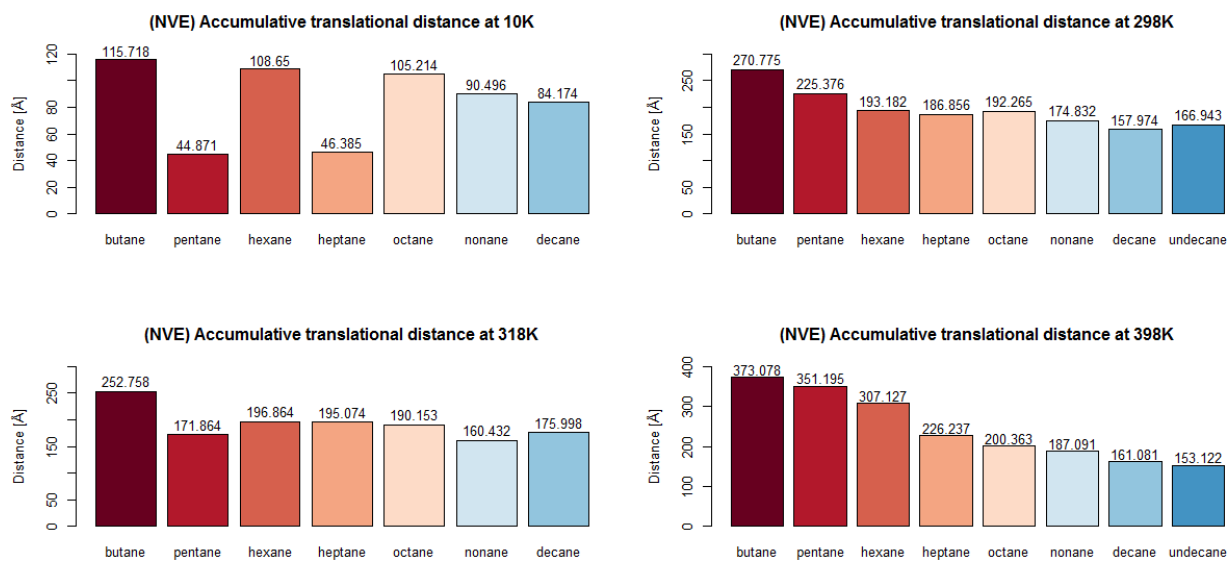 (NVE) Accumulative translational distance at 10K
Distance [Å]
0 20 40 60 80 120
115.718 44.871 108.65 46.385 105.214 90.496 84.174
butane pentane hexane heptane octane nonane decane
(NVE) Accumulative translational distance at 298K
Distance [Å]
0 50 150 250
270.775 225.376 193.182 186.856 192.265 174.832 157.974 166.943
butane pentane hexane heptane octane nonane decane undecane
(NVE) Accumulative translational distance at 318K
Distance [Å]
0 50 150 250
252.758 171.864 196.864 195.074 190.153 160.432 175.998
butane pentane hexane heptane octane nonane decane
(NVE) Accumulative translational distance at 398K
Distance [Å]
0 100 200 300 400
373.078 351.195 307.127 226.237 200.363 187.091 161.081 153.122
butane pentane hexane heptane octane nonane decane undecane